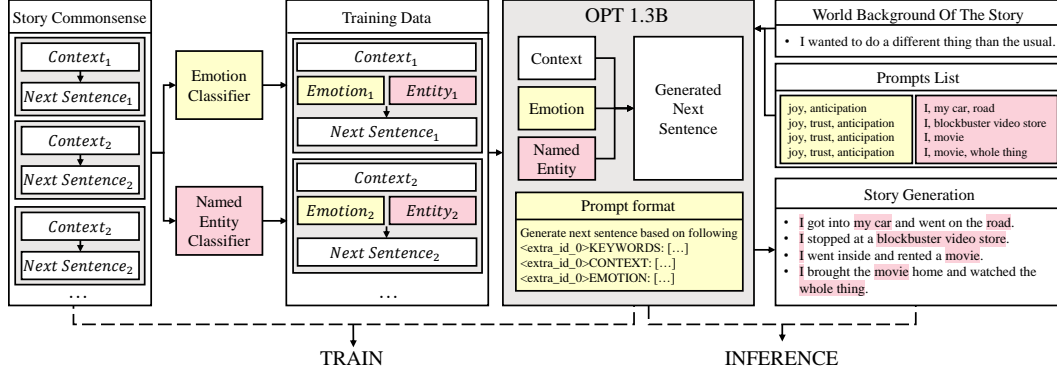 Story Commonsense
Context₁
Next Sentence₁
Context₂
Next Sentence₂
Context₂
Next Sentence₂
...
Emotion
Classifier
Named
Entity
Classifier
Training Data
Context₁
Emotion₁ Entity₁
Next Sentence₁
Context₂
Emotion₂ Entity₂
Next Sentence₂
...
OPT 1.3B
Context
Emotion
Named
Entity
Generated
Next
Sentence
Prompt format
Generate next sentence based on following
<extra_id_0>KEYWORDS: […]
<extra_id_0>CONTEXT: […]
<extra_id_0>EMOTION: […]
World Background Of The Story
• I wanted to do a different thing than the usual.
Prompts List
joy, anticipation I, my car, road
joy, trust, anticipation I, blockbuster video store
joy, trust, anticipation I, movie
joy, trust, anticipation I, movie, whole thing
Story Generation
• I got into my car and went on the road.
• I stopped at a blockbuster video store.
• I went inside and rented a movie.
• I brought the movie home and watched the
whole thing.
TRAIN
INFERENCE